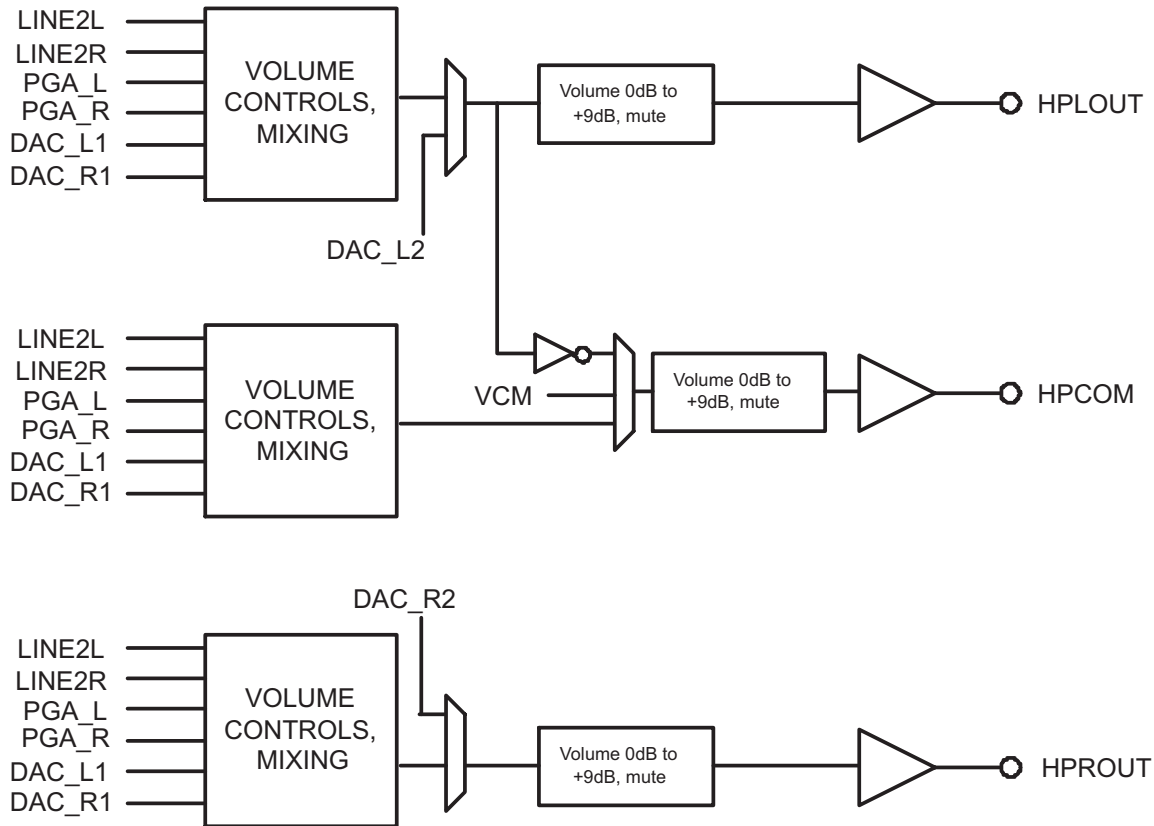 LINE2L
LINE2R
PGA_L
PGA_R
DAC_L1
DAC_R1
VOLUME
CONTROLS,
MIXING
DAC_L2
Volume 0dB to
+9dB, mute
HPLOUT
LINE2L
LINE2R
PGA_L
PGA_R
DAC_L1
DAC_R1
VOLUME
CONTROLS,
MIXING
VCM
Volume 0dB to
+9dB, mute
HPCOM
DAC_R2
LINE2L
LINE2R
PGA_L
PGA_R
DAC_L1
DAC_R1
VOLUME
CONTROLS,
MIXING
Volume 0dB to
+9dB, mute
HPROUT